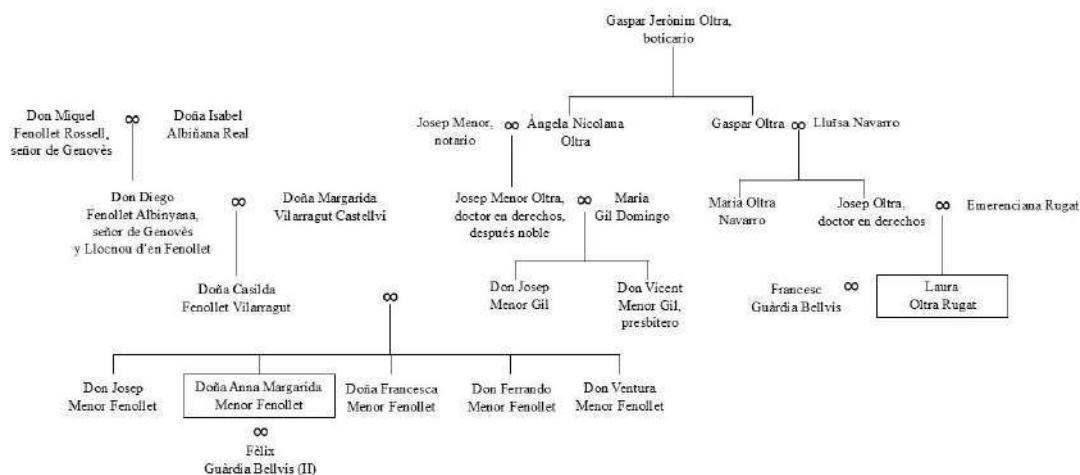 Gaspar Jerònim Oltra,
boticario
Don Miquel
Fenollet Rossell,
señor de Genovès
∞
Doña Isabel
Albiñana Real
Josep Menor,
notario
∞
Àngela Nicolaua
Oltra
Gaspar Oltra ∞ Lluïsa Navarro
Don Diego
Fenollet Albinyana,
señor de Genovès
y Llocnou d'en Fenollet
∞
Doña Margarida
Vilarragut Castellvi
Josep Menor Oltra,
doctor en derechos,
después noble
∞
Maria
Gil Domingo
Maria Oltra
Navarro
Josep Oltra,
doctor en derechos
∞
Emerenciana Rugat
Doña Casilda
Fenollet Vilarragut
∞
Don Josep
Menor Gil
Don Vicent
Menor Gil,
presbítero
Francesc
Guàrdia Bellvis
∞
Laura
Oltra Rugat
Don Josep
Menor Fenollet
Doña Anna Margarida
Menor Fenollet
Doña Francesca
Menor Fenollet
Don Ferrando
Menor Fenollet
Don Ventura
Menor Fenollet
∞
Fèlix
Guàrdia Bellvis (II)